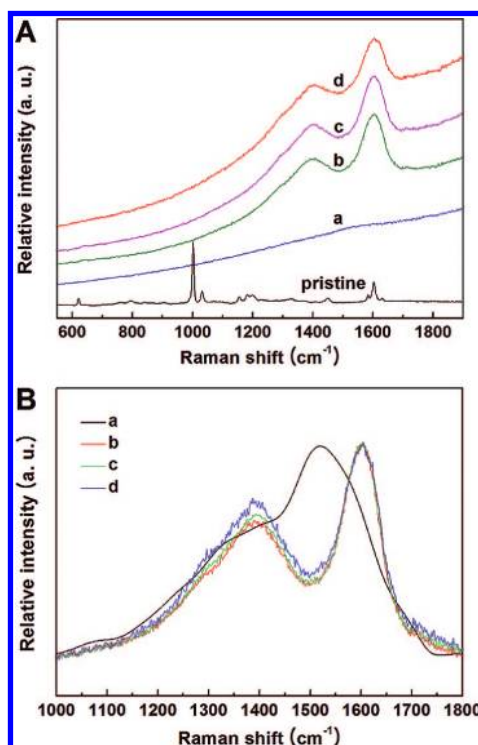 A
Relative intensity (a. u.)
d
c
b
a
pristine
600 800 1000 1200 1400 1600 1800
Raman shift (cm⁻¹)
B
Relative intensity (a. u.)
a
b
c
d
1000 1100 1200 1300 1400 1500 1600 1700 1800
Raman shift (cm⁻¹)